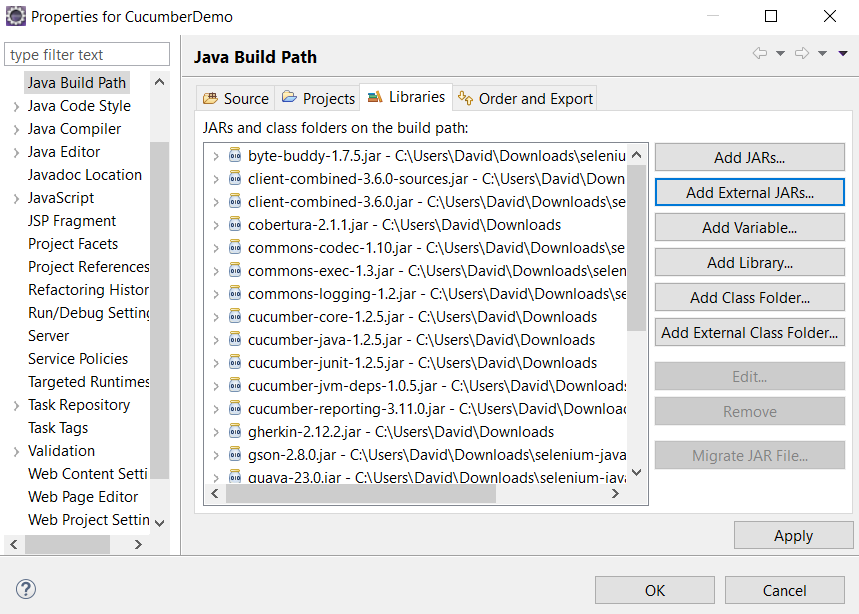 Properties for CucumberDemo
type filter text
Java Build Path
Java Code Style
Java Compiler
Java Editor
Javadoc Location
JavaScript
JSP Fragment
Project Facets
Project References
Refactoring Histor
Run/Debug Setting
Server
Service Policies
Targeted Runtimes
Task Repository
Task Tags
Validation
Web Content Setti
Web Page Editor
Web Project Settin
Java Build Path
Source Projects Libraries Order and Export
JARs and class folders on the build path:
byte-buddy-1.7.5.jar - C:\Users\David\Downloads\seleniu
client-combined-3.6.0-sources.jar - C:\Users\David\Down
client-combined-3.6.0.jar - C:\Users\David\Downloads\se
cobertura-2.1.1.jar - C:\Users\David\Downloads
commons-codec-1.10.jar - C:\Users\David\Downloads\se
commons-exec-1.3.jar - C:\Users\David\Downloads\selen
commons-logging-1.2.jar - C:\Users\David\Downloads\se
cucumber-core-1.2.5.jar - C:\Users\David\Downloads
cucumber-java-1.2.5.jar - C:\Users\David\Downloads
cucumber-junit-1.2.5.jar - C:\Users\David\Downloads
cucumber-jvm-deps-1.0.5.jar - C:\Users\David\Downloads
cucumber-reporting-3.11.0.jar - C:\Users\David\Downloa
gherkin-2.12.2.jar - C:\Users\David\Downloads
gson-2.8.0.jar - C:\Users\David\Downloads\selenium-java
guava-23.0.jar - C:\Users\David\Downloads\selenium-java
Add JARs...
Add External JARs...
Add Variable...
Add Library...
Add Class Folder...
Add External Class Folder...
Edit...
Remove
Migrate JAR File...
Apply
OK
Cancel